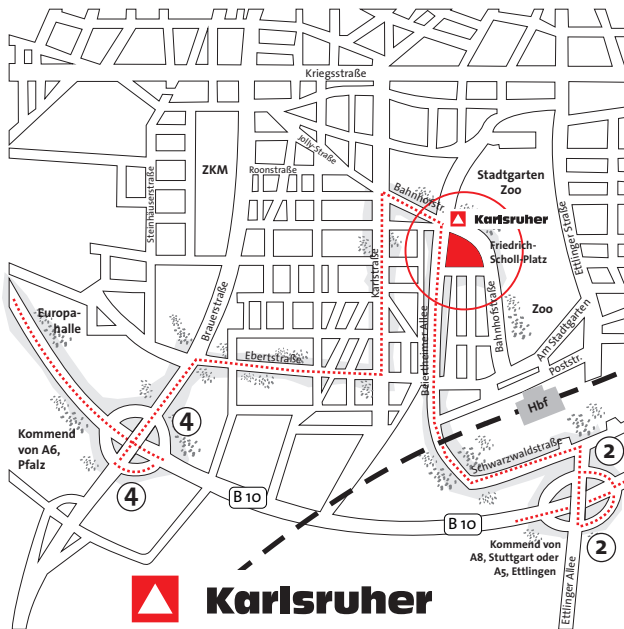 Kriegsstraße
Jolly-Straße
ZKM
Roonstraße
Steinhäuserstraße
Stadtgarten
Zoo
Bahnhofstr.
Karlsruher
Friedrich-
Scholl-Platz
Ettlinger Straße
Karlstraße
Europa-
halle
Brauerstraße
Beiertheimer Allee
Bahnhofstraße
Zoo
Am Stadtgarten
Ebertstraße
Poststr.
Hbf
4
Kommend
von A6,
Pfalz
4
Schwarzwaldstraße
2
B 10
B 10
Kommend von
A8, Stuttgart oder
A5, Ettlingen
2
Ettlinger Allee
Karlsruher